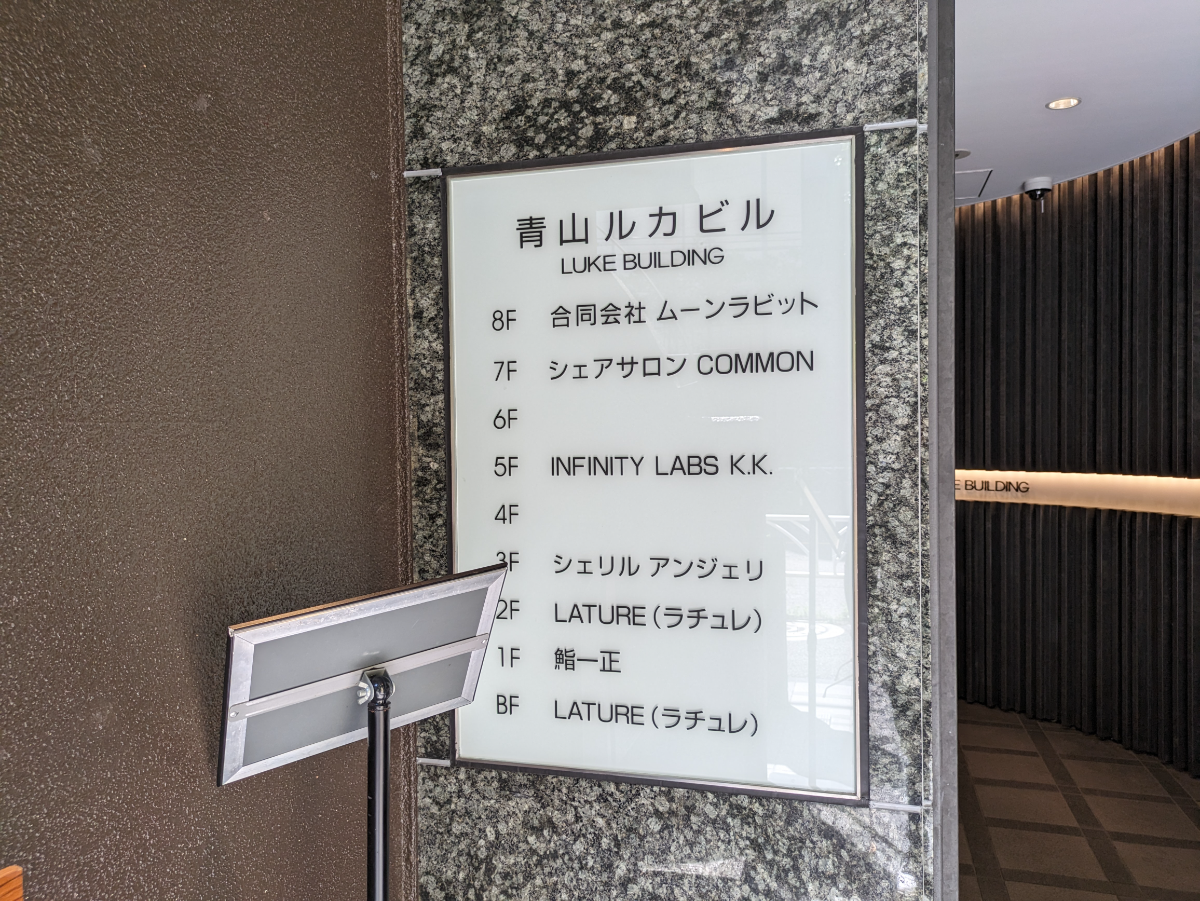 青山ルカビル
LUKE BUILDING
8F 合同会社 ムーンラビット
7F シェアサロン COMMON
6F
5F INFINITY LABS K.K.
4F
3F シェリル アンジェリ
2F LATURE(ラチュレ)
1F 鮨一正
BF LATURE(ラチュレ)
E BUILDING